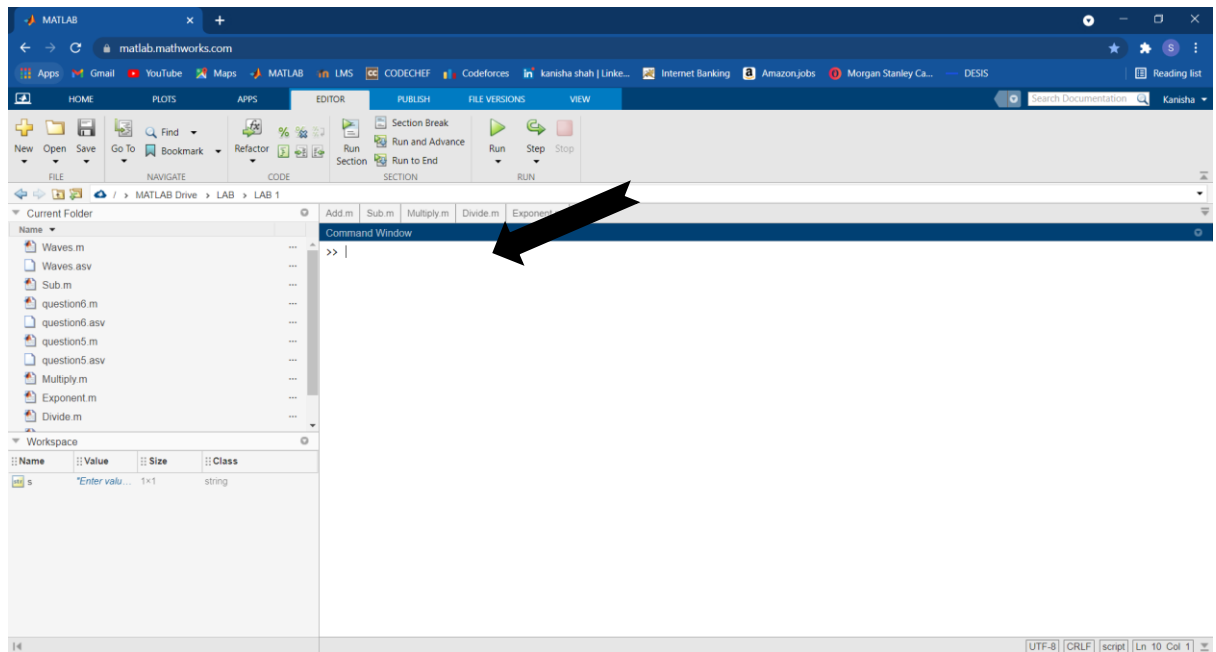 MATLAB
matlab.mathworks.com
S
Apps Gmail YouTube Maps MATLAB LMS CODECHEF Codeforces kanisha shah | Linke... Internet Banking Amazon.jobs Morgan Stanley Ca... DESIS Reading list
HOME PLOTS APPS EDITOR PUBLISH FILE VERSIONS VIEW Search Documentation Kanisha
New Open Save Go To Find Bookmark Refactor Run Section Section Break Run and Advance Run to End Run Step Stop
FILE NAVIGATE CODE SECTION RUN
/ > MATLAB Drive > LAB > LAB 1
Current Folder
Name
Waves.m
Waves.asv
Sub.m
question6.m
question6.asv
question5.m
question5.asv
Multiply.m
Exponent.m
Divide.m
Workspace
Name Value Size Class
s "Enter valu... 1×1 string
Add.m Sub.m Multiply.m Divide.m Exponent
Command Window
>>
UTF-8 CRLF script Ln 10 Col 1